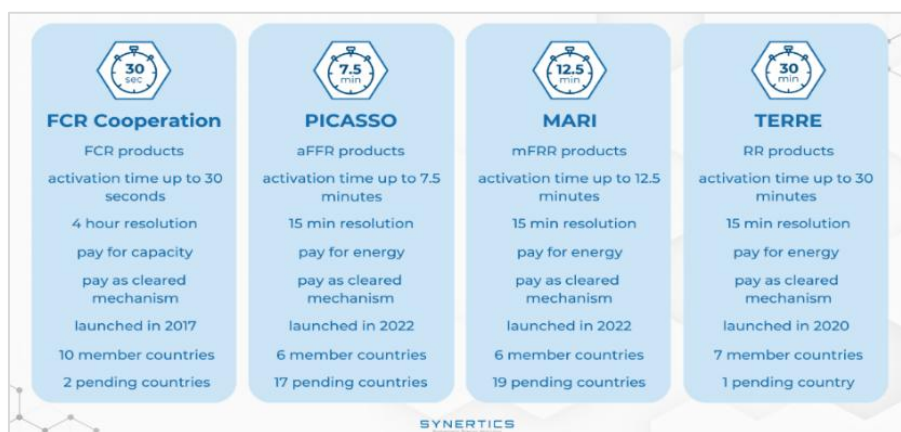 30
sec
FCR Cooperation
FCR products
activation time up to 30
seconds
4 hour resolution
pay for capacity
pay as cleared
mechanism
launched in 2017
10 member countries
2 pending countries
7.5
min
PICASSO
aFFR products
activation time up to 7.5
minutes
15 min resolution
pay for energy
pay as cleared
mechanism
launched in 2022
6 member countries
17 pending countries
12.5
min
MARI
mFRR products
activation time up to 12.5
minutes
15 min resolution
pay for energy
pay as cleared
mechanism
launched in 2022
6 member countries
19 pending countries
30
min
TERRE
RR products
activation time up to 30
minutes
15 min resolution
pay for energy
pay as cleared
mechanism
launched in 2020
7 member countries
1 pending country
SYNERTICS